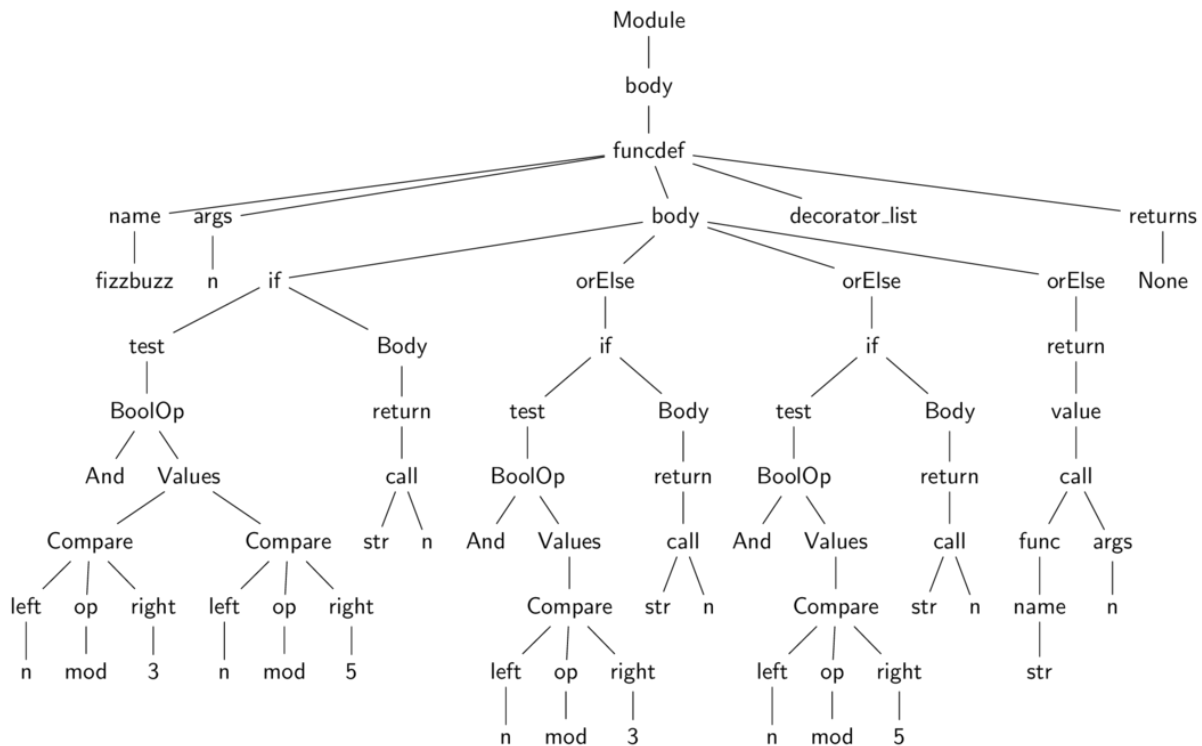 Module
body
funcdef
name args body decorator_list returns
fizzbuzz n if orElse orElse orElse None
test Body if if return
BoolOp return test Body test Body value
And Values call BoolOp return BoolOp return call
Compare Compare str n And Values call And Values call func args
left op right left op right Compare str n Compare str n name n
n mod 3 n mod 5 left op right left op right str
n mod 3 n mod 5